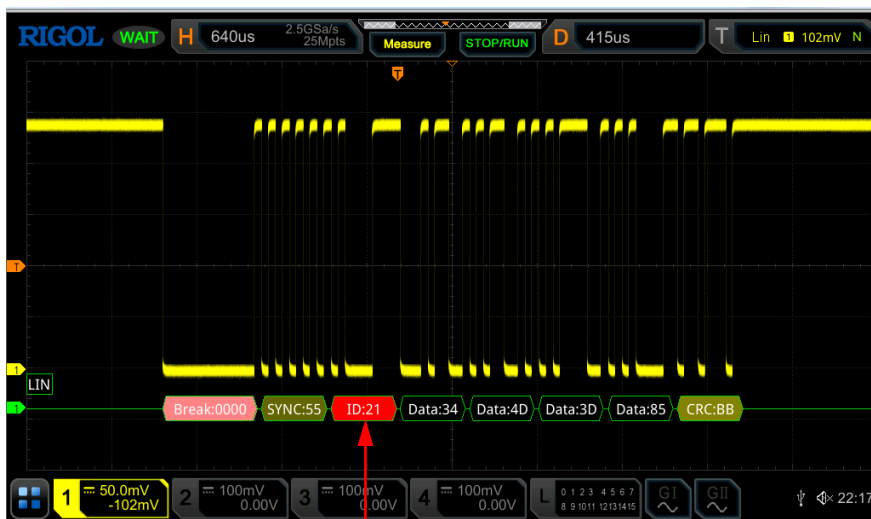 RIGOL WAIT H 640us 2.5GSa/s 25Mpts Measure STOP/RUN D 415us T Lin 1 102mV N
T
T
1
LIN
1 Break:0000 SYNC:55 ID:21 Data:34 Data:4D Data:3D Data:85 CRC:BB
1 50.0mV -102mV 2 100mV 0.00V 3 100mV 0.00V 4 100mV 0.00V L 0 1 2 3 4 5 6 7 8 9 10 11 12 13 14 15 GI GII 22:17